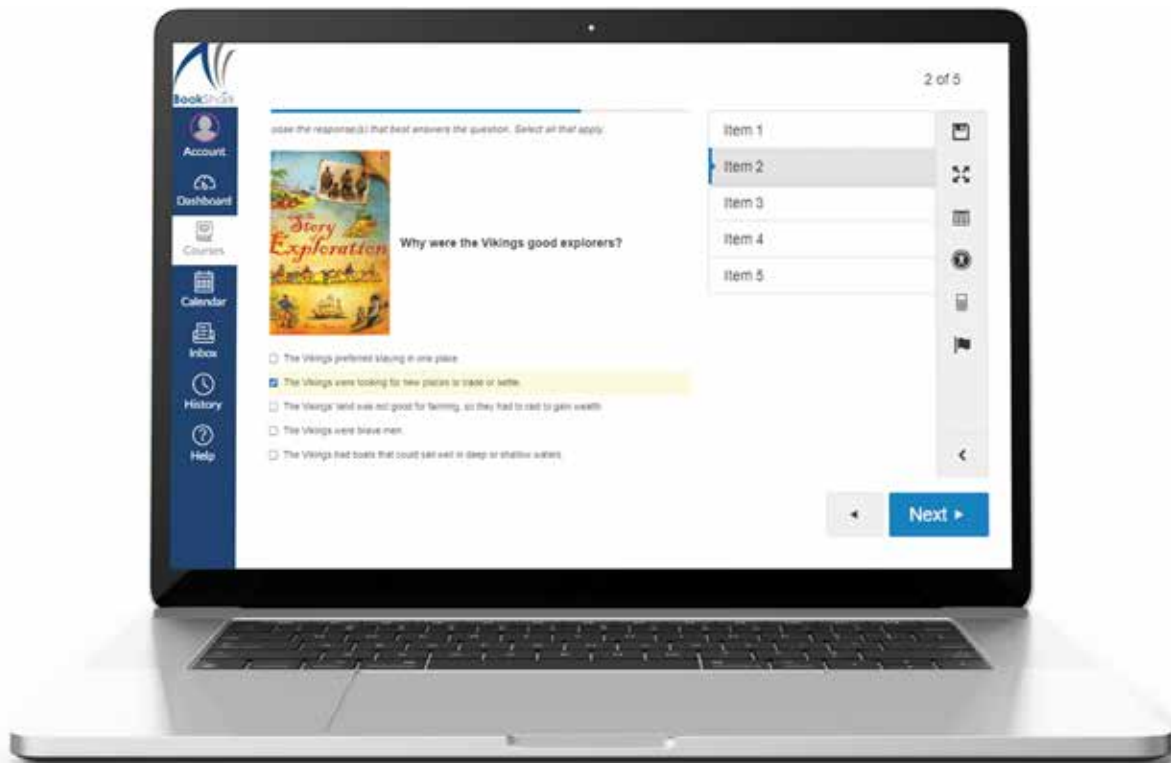 BookShark
Account
Dashboard
Courses
Calendar
Inbox
History
Help
2 of 5
oose the response(s) that best answers the question. Select all that apply.
Story
Exploration
Why were the Vikings good explorers?
The Vikings preferred staying in one place.
The Vikings were looking for new places to trade or settle.
The Vikings' land was not good for farming, so they had to raid to gain wealth.
The Vikings were brave men.
The Vikings had boats that could sail well in deep or shallow waters.
Item 1
Item 2
Item 3
Item 4
Item 5
Next